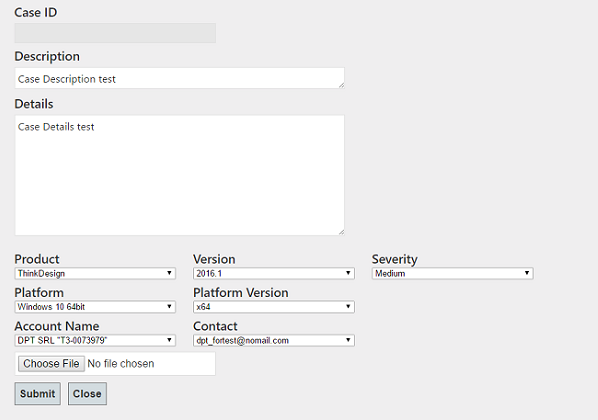 Case ID
Description
Case Description test
Details
Case Details test
Product Version Severity
ThinkDesign 2016.1 Medium
Platform Platform Version
Windows 10 64bit x64
Account Name Contact
DPT SRL "T3-0073979" dpt_fortest@nomail.com
Choose File No file chosen
Submit Close